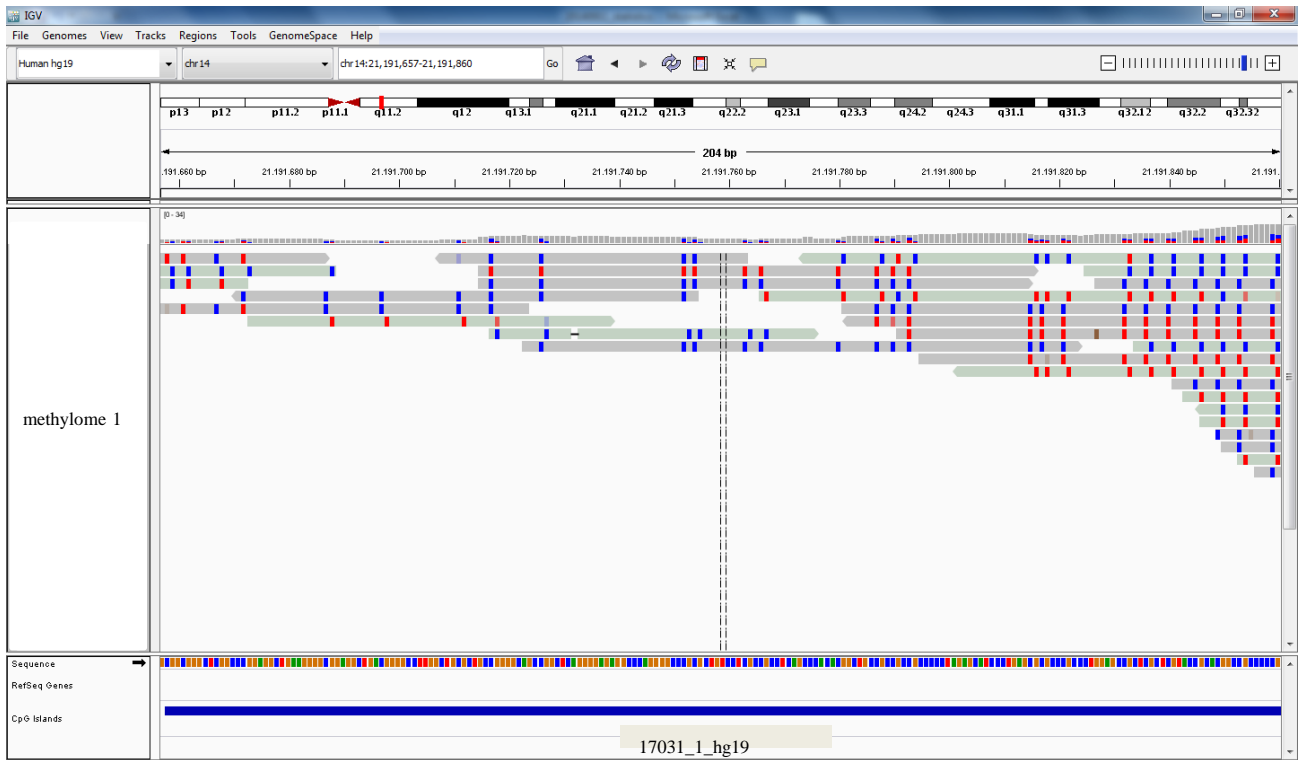 IGV
File Genomes View Tracks Regions Tools GenomeSpace Help
Human hg19 chr14 chr14:21,191,657-21,191,860 Go
p13 p12 p11.2 p11.1 q11.2 q12 q13.1 q21.1 q21.2 q21.3 q22.2 q23.1 q23.3 q24.2 q24.3 q31.1 q31.3 q32.12 q32.2 q32.32
204 bp
.191.660 bp 21.191.680 bp 21.191.700 bp 21.191.720 bp 21.191.740 bp 21.191.760 bp 21.191.780 bp 21.191.800 bp 21.191.820 bp 21.191.840 bp 21.191.
[0 - 34]
methylome 1
Sequence
RefSeq Genes
CpG Islands
17031_1_hg19